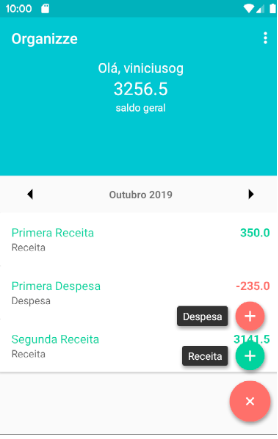 10:00
Organizze
Olá, viniciusog
3256.5
saldo geral
Outubro 2019
Primera Receita 350.0
Receita
Primera Despesa -235.0
Despesa
Despesa
Segunda Receita 3141.5
Receita
Receita